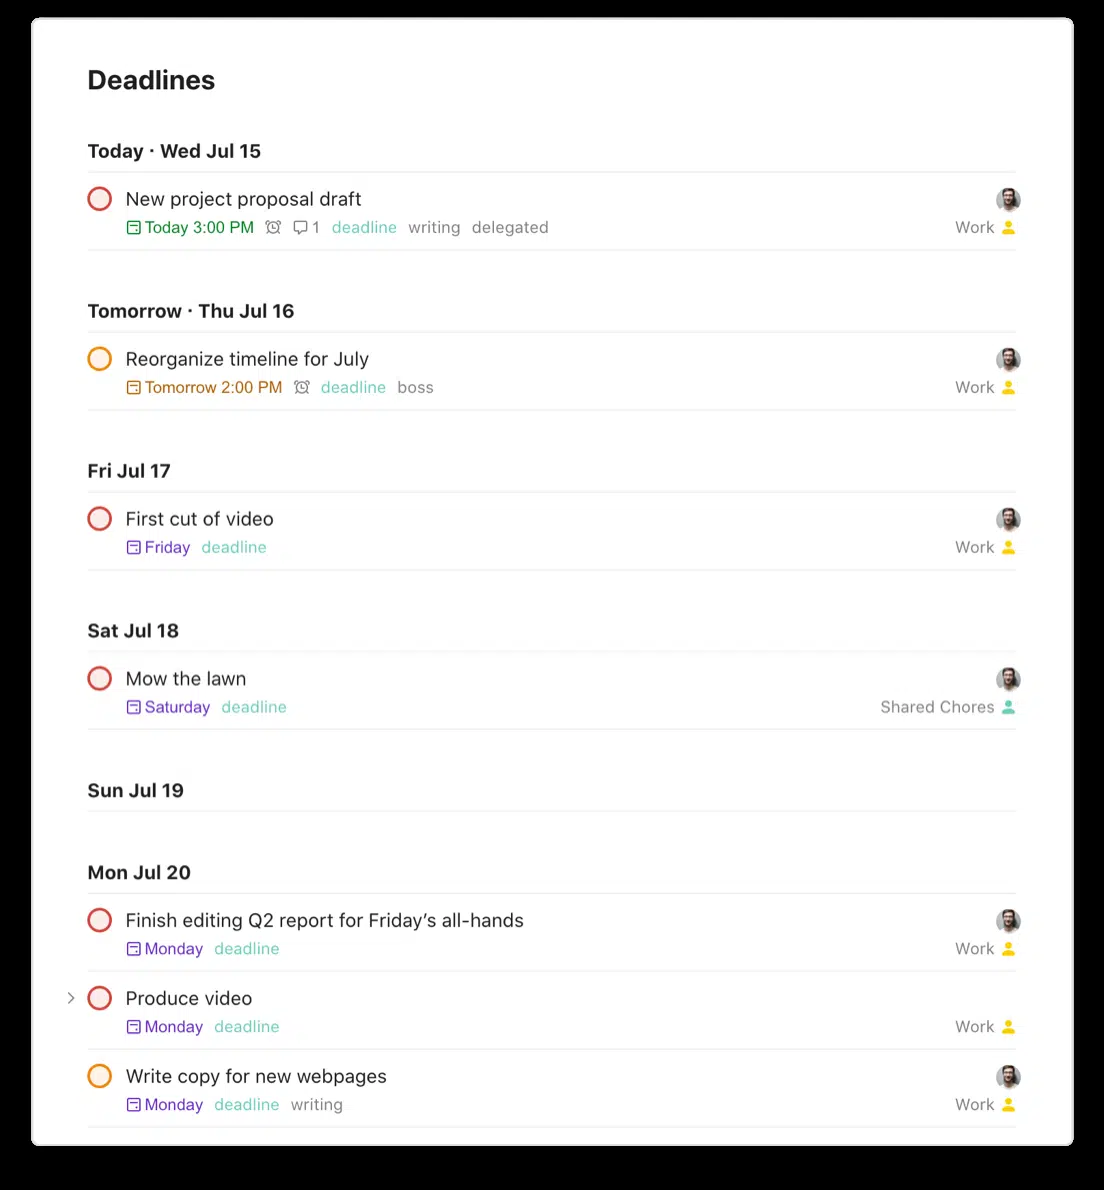 Deadlines
Today · Wed Jul 15
New project proposal draft
Today 3:00 PM 1 deadline writing delegated Work
Tomorrow · Thu Jul 16
Reorganize timeline for July
Tomorrow 2:00 PM deadline boss Work
Fri Jul 17
First cut of video
Friday deadline Work
Sat Jul 18
Mow the lawn
Saturday deadline Shared Chores
Sun Jul 19
Mon Jul 20
Finish editing Q2 report for Friday’s all-hands
Monday deadline Work
Produce video
Monday deadline Work
Write copy for new webpages
Monday deadline writing Work